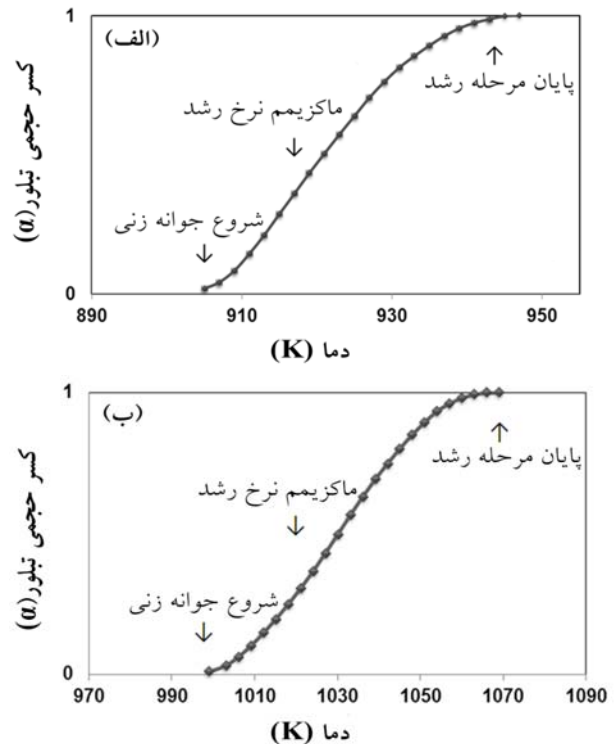 (الف)
1
پایان مرحله رشد
ماکزیمم نرخ رشد
شروع جوانه زنی
کسر حجمی تبلور(α)
0
890 910 930 950
دما (K)
(ب)
1
پایان مرحله رشد
ماکزیمم نرخ رشد
شروع جوانه زنی
کسر حجمی تبلور(α)
0
970 990 1010 1030 1050 1070 1090
دما (K)